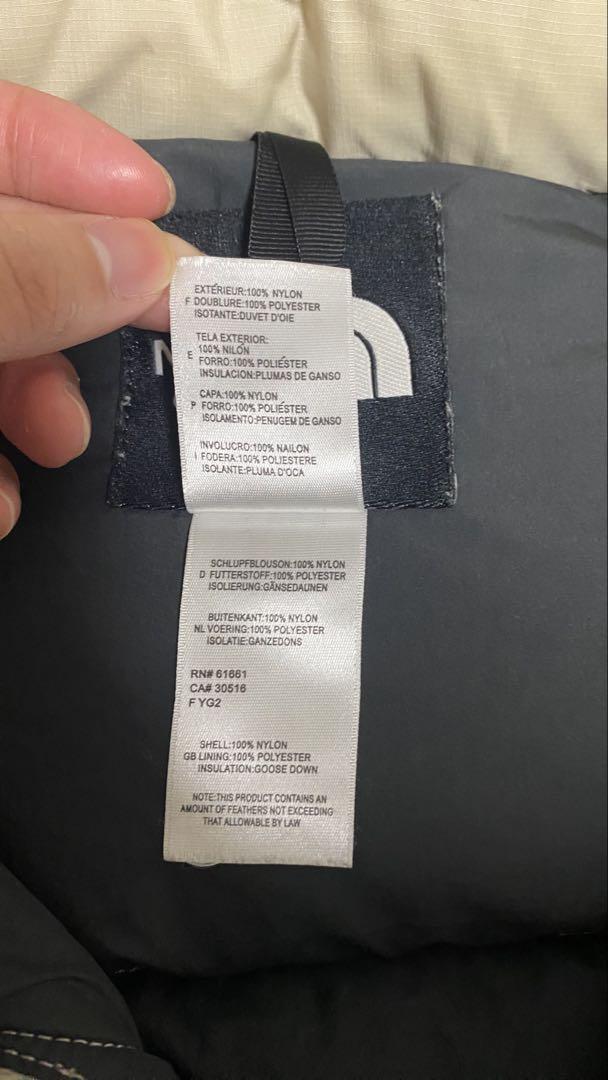 EXTÉRIEUR:100% NYLON
F DOUBLURE:100% POLYESTER
ISOTANTE:DUVET D'OIE
TELA EXTERIOR:
E 100% NILÓN
FORRO:100% POLIÉSTER
INSULACION:PLUMAS DE GANSO
CAPA:100% NYLON
P FORRO:100% POLIÉSTER
ISOLAMENTO:PENUGEM DE GANSO
INVOLUCRO:100% NAILON
I FODERA:100% POLIESTERE
ISOLANTE:PLUMA D'OCA
SCHLUPFBLOUSON:100% NYLON
D FUTTERSTOFF:100% POLYESTER
ISOLIERUNG:GÄNSEDAUNEN
BUITENKANT:100% NYLON
NL VOERING:100% POLYESTER
ISOLATIE:GANZEDONS
RN# 61661
CA# 30516
F YG2
SHELL:100% NYLON
GB LINING:100% POLYESTER
INSULATION:GOOSE DOWN
NOTE:THIS PRODUCT CONTAINS AN
AMOUNT OF FEATHERS NOT EXCEEDING
THAT ALLOWABLE BY LAW